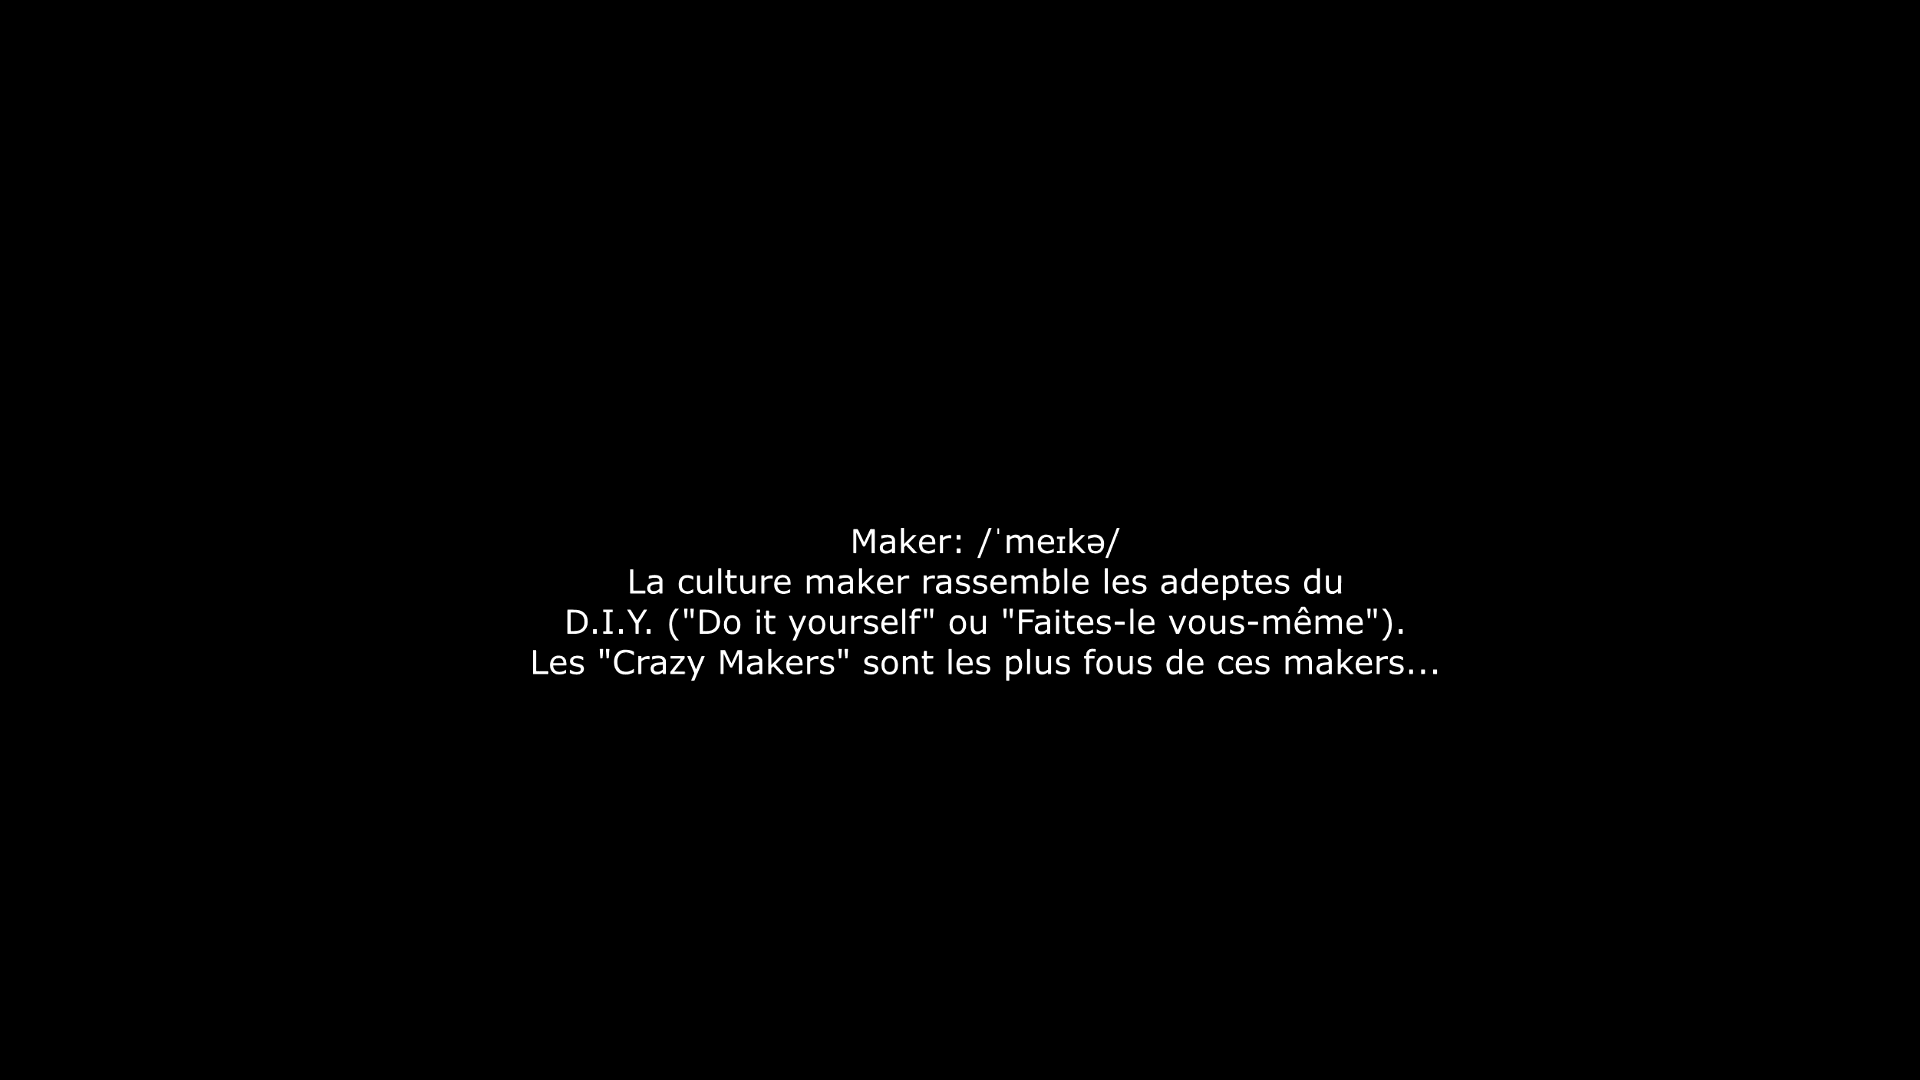 Maker: /ˈmeɪkə/
La culture maker rassemble les adeptes du
D.I.Y. ("Do it yourself" ou "Faites-le vous-même").
Les "Crazy Makers" sont les plus fous de ces makers...